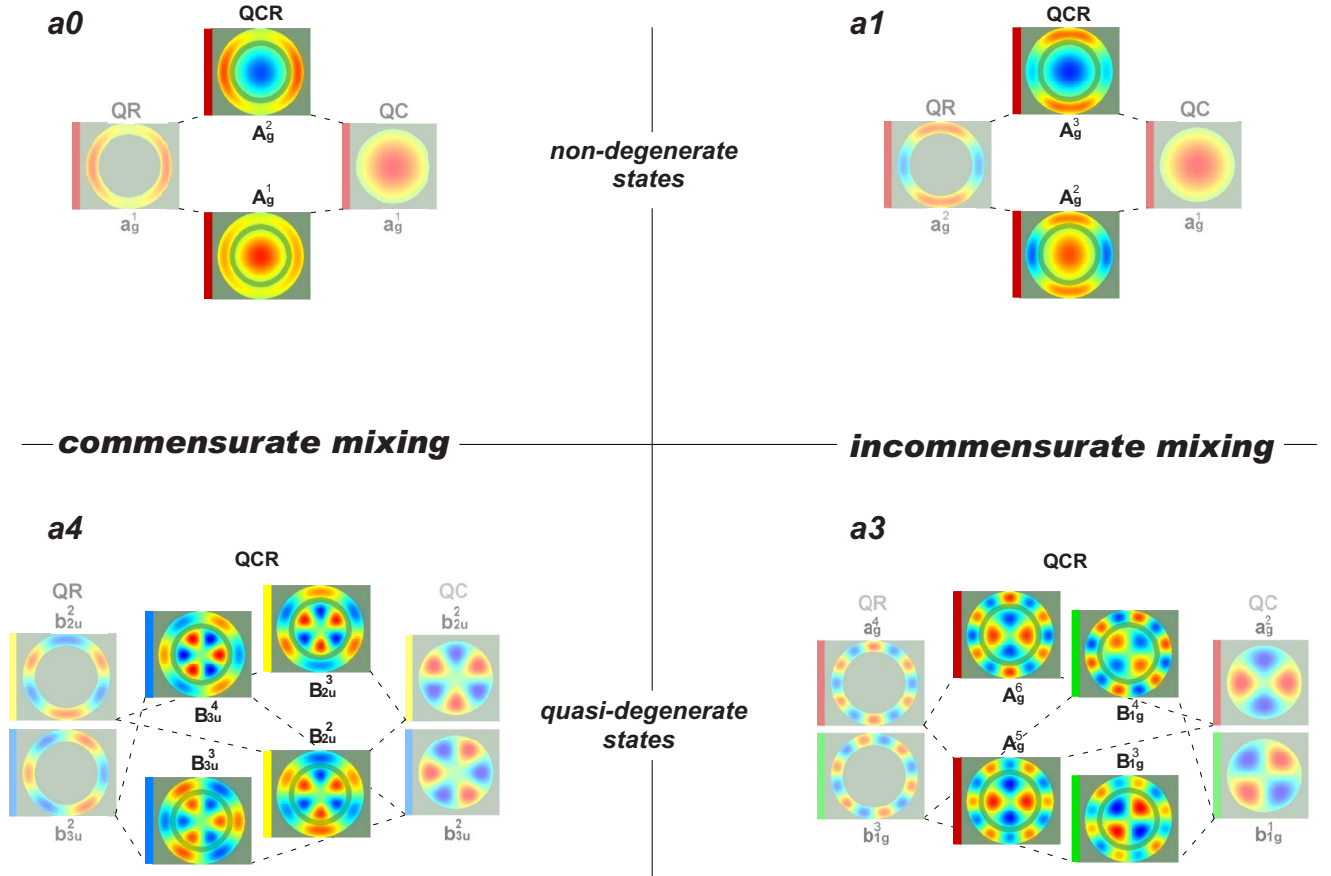 a0
QCR
A²g
QR
a¹g
QC
a¹g
A¹g
a1
QCR
A³g
QR
a²g
QC
a¹g
A²g
non-degenerate
states
commensurate mixing
incommensurate mixing
a4
QCR
QR
b²2u
QC
b²2u
B³2u
B⁴3u
B²2u
B³3u
b²3u
b²3u
quasi-degenerate
states
a3
QCR
QR
a⁴g
QC
a²g
A⁶g
B⁴1g
A⁵g
B³1g
b³1g
b¹1g